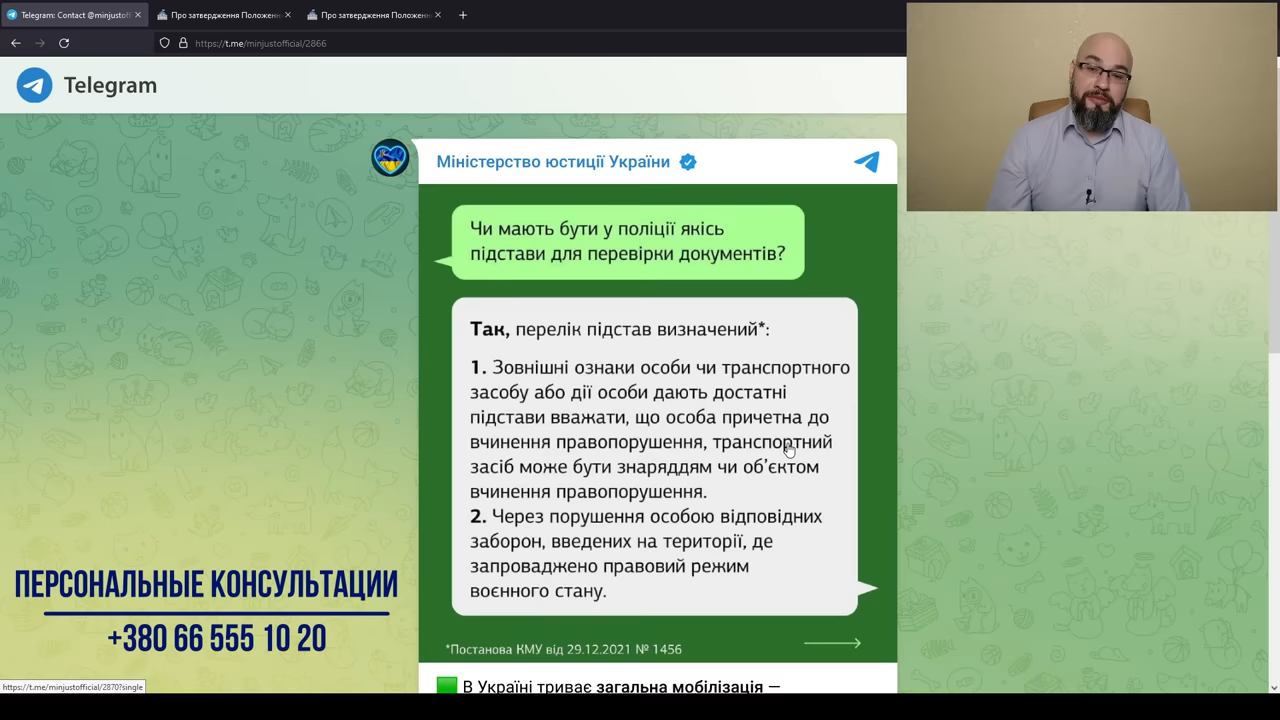 Telegram: Contact @minjustoff
Про затвердження Положенн
Про затвердження Положенн
https://t.me/minjustofficial/2866
Telegram
Міністерство юстиції України
Чи мають бути у поліції якісь
підстави для перевірки документів?
Так, перелік підстав визначений*:
1. Зовнішні ознаки особи чи транспортного
засобу або дії особи дають достатні
підстави вважати, що особа причетна до
вчинення правопорушення, транспортний
засіб може бути знаряддям чи об’єктом
вчинення правопорушення.
2. Через порушення особою відповідних
заборон, введених на території, де
запроваджено правовий режим
воєнного стану.
*Постанова КМУ від 29.12.2021 № 1456
В Україні триває загальна мобілізація —
ПЕРСОНАЛЬНЫЕ КОНСУЛЬТАЦИИ
+380 66 555 10 20
https://t.me/minjustofficial/2870?single